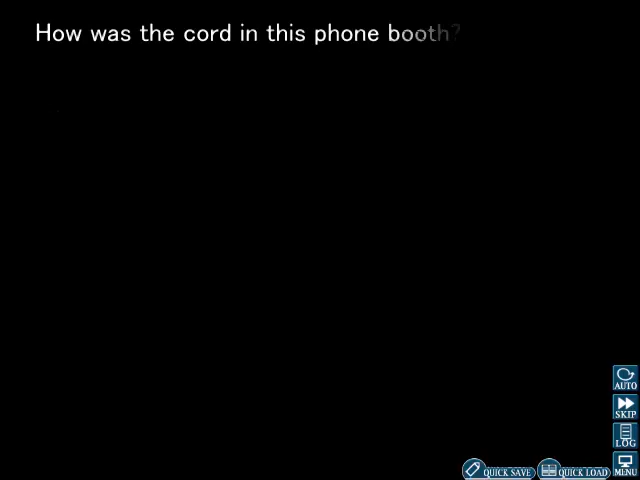 How was the cord in this phone booth?
AUTO
SKIP
LOG
MENU
QUICK SAVE
QUICK LOAD